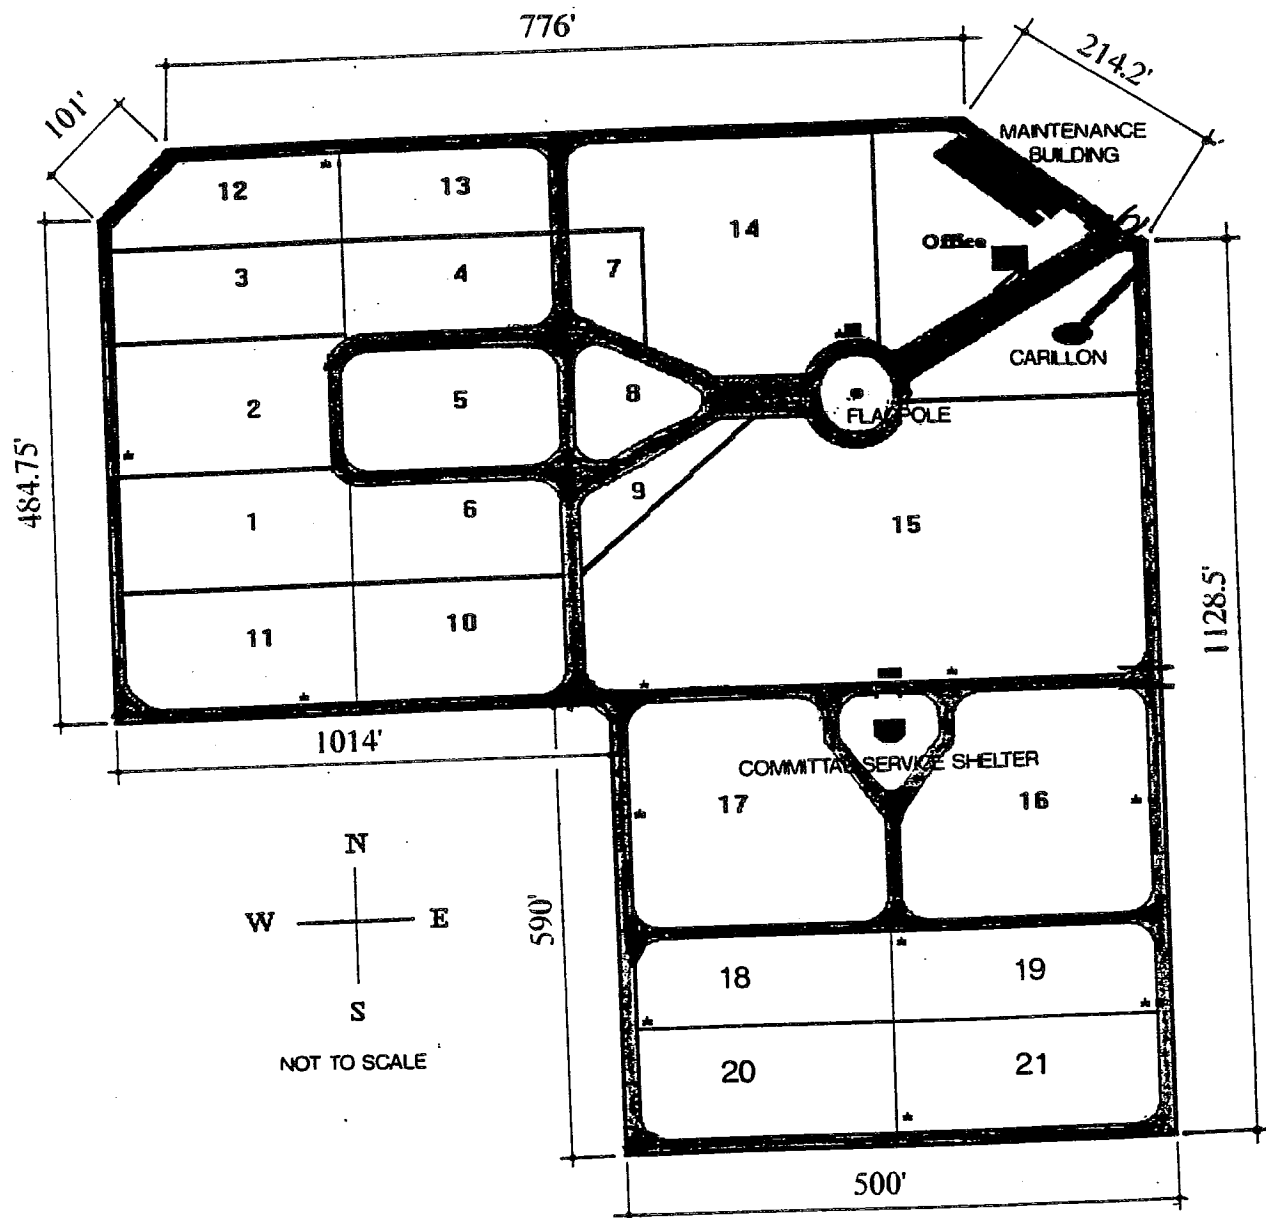 776'
214.2'
101'
MAINTENANCE
BUILDING
12
13
14
Office
3
4
7
CARILLON
2
5
8
FLAGPOLE
484.75'
1
6
9
15
11
10
1128.5'
1014'
COMMITTAL SERVICE SHELTER
17
16
N
W
E
S
590'
18
19
NOT TO SCALE
20
21
500'